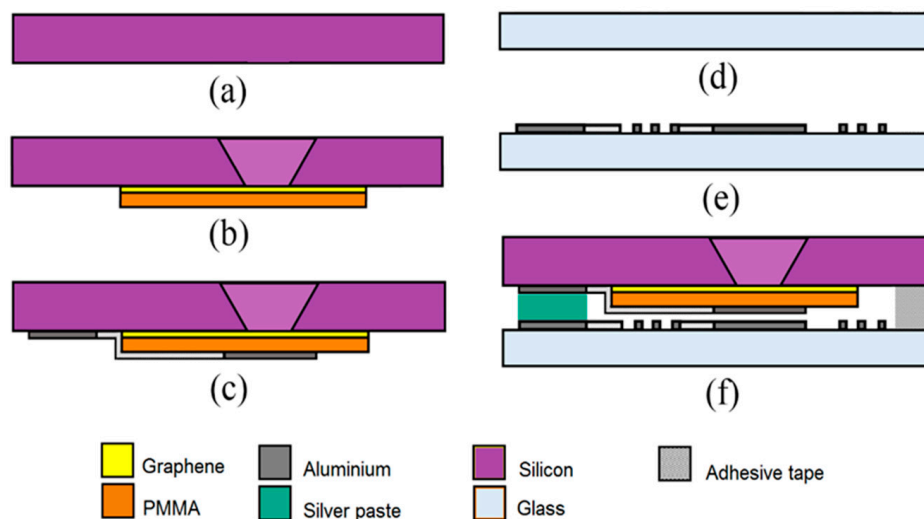 (a)
(b)
(c)
(d)
(e)
(f)
Graphene
Aluminium
Silicon
Adhesive tape
PMMA
Silver paste
Glass